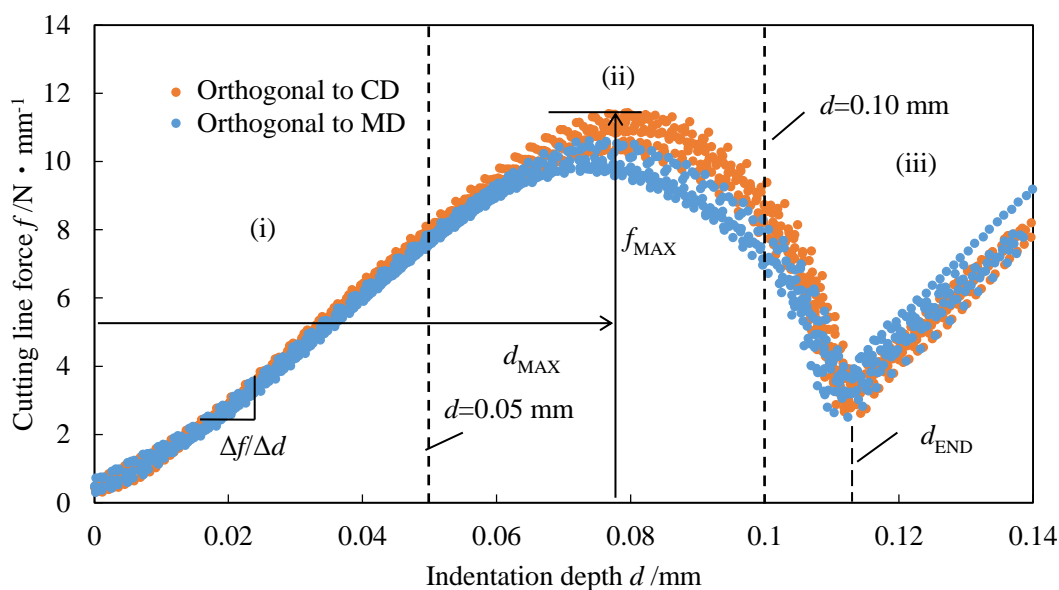 14
12
10
8
6
4
2
0
Cutting line force f /N・mm⁻¹
Orthogonal to CD
Orthogonal to MD
(i)
(ii)
(iii)
d=0.10 mm
fMAX
dMAX
d=0.05 mm
Δf/Δd
dEND
0 0.02 0.04 0.06 0.08 0.1 0.12 0.14
Indentation depth d /mm